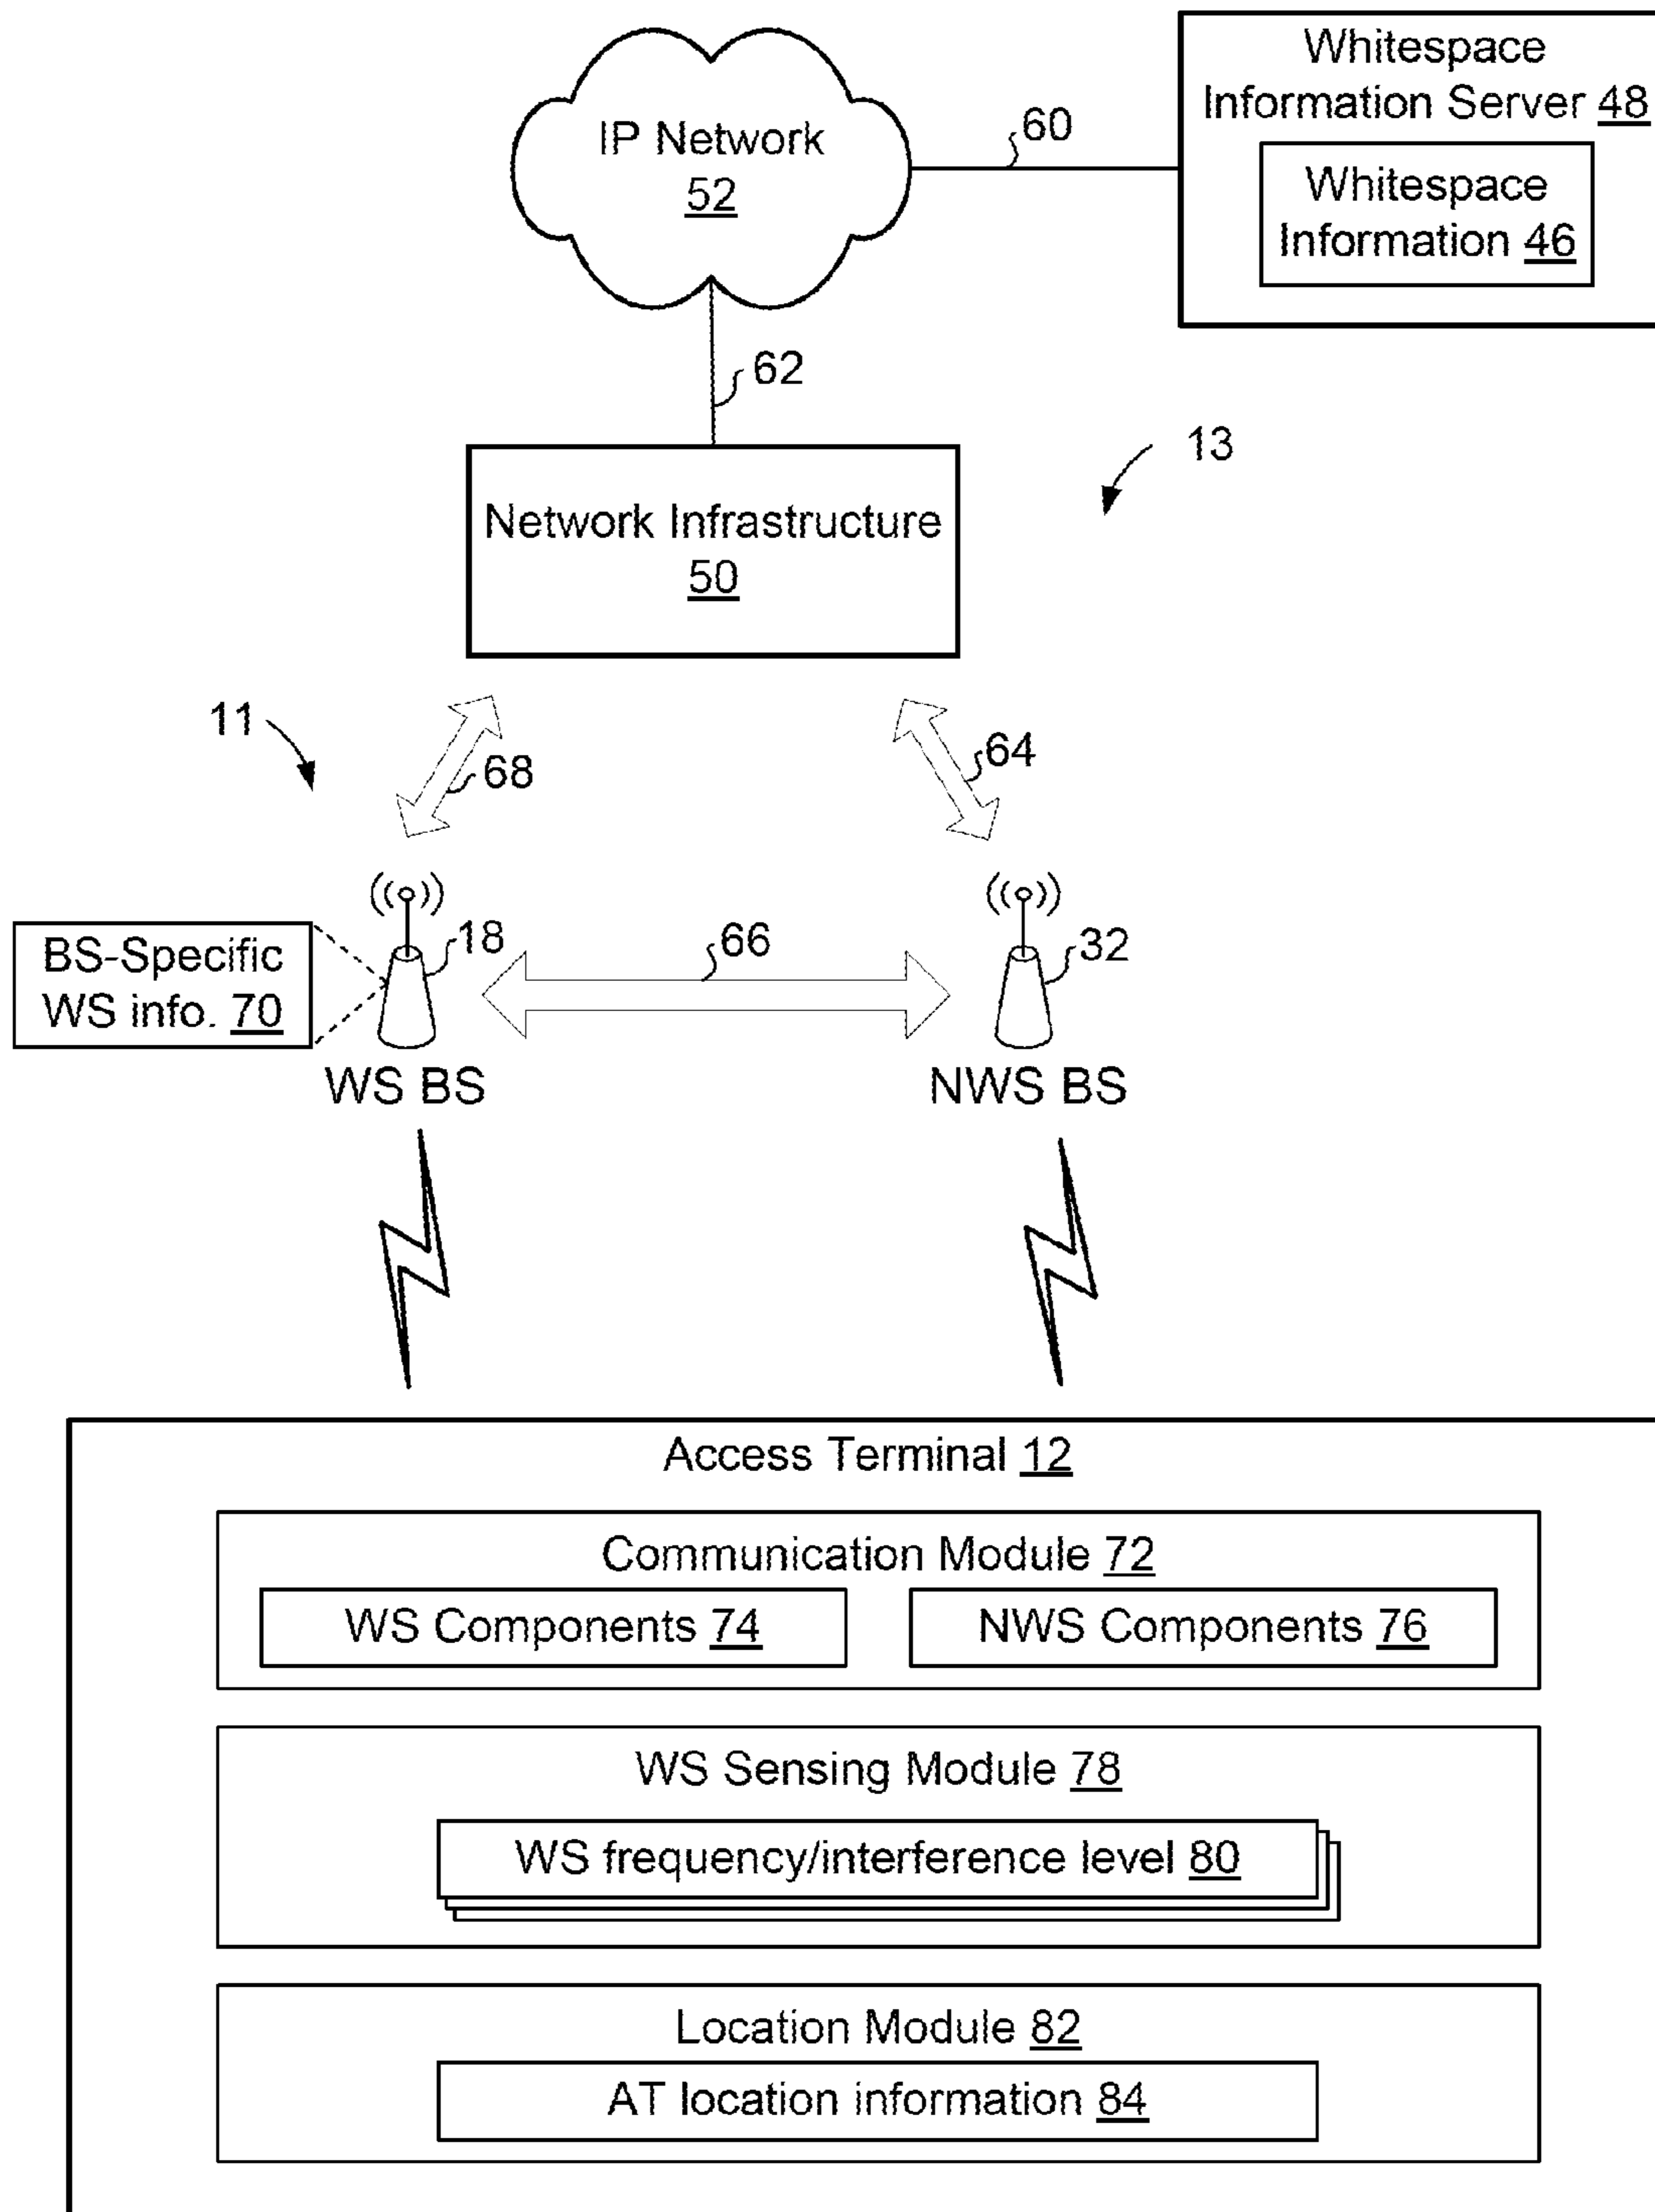 IP Network
52
60
Whitespace
Information Server 48
Whitespace
Information 46
62
13
Network Infrastructure
50
11
68
64
BS-Specific
WS info. 70
18
66
32
WS BS
NWS BS
Access Terminal 12
Communication Module 72
WS Components 74
NWS Components 76
WS Sensing Module 78
WS frequency/interference level 80
Location Module 82
AT location information 84